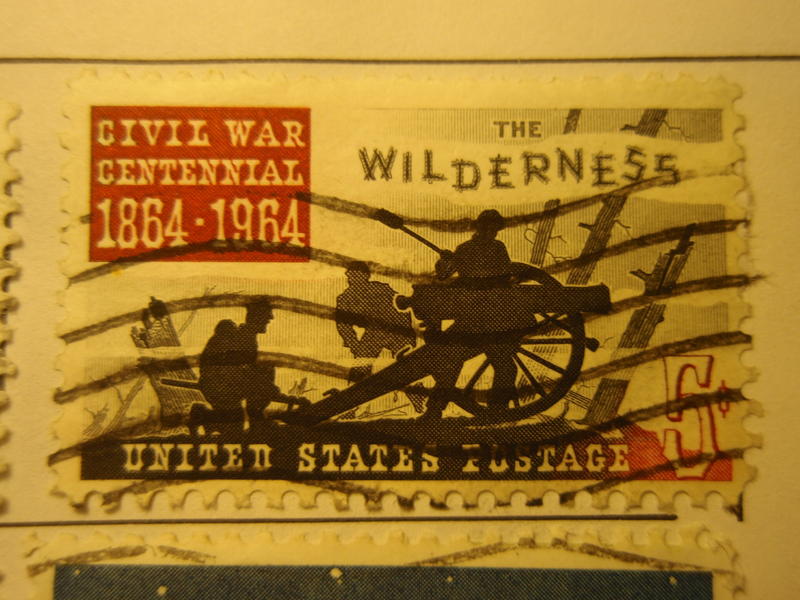 CIVIL WAR
CENTENNIAL
1864 · 1964
THE
WILDERNESS
5¢
UNITED STATES POSTAGE